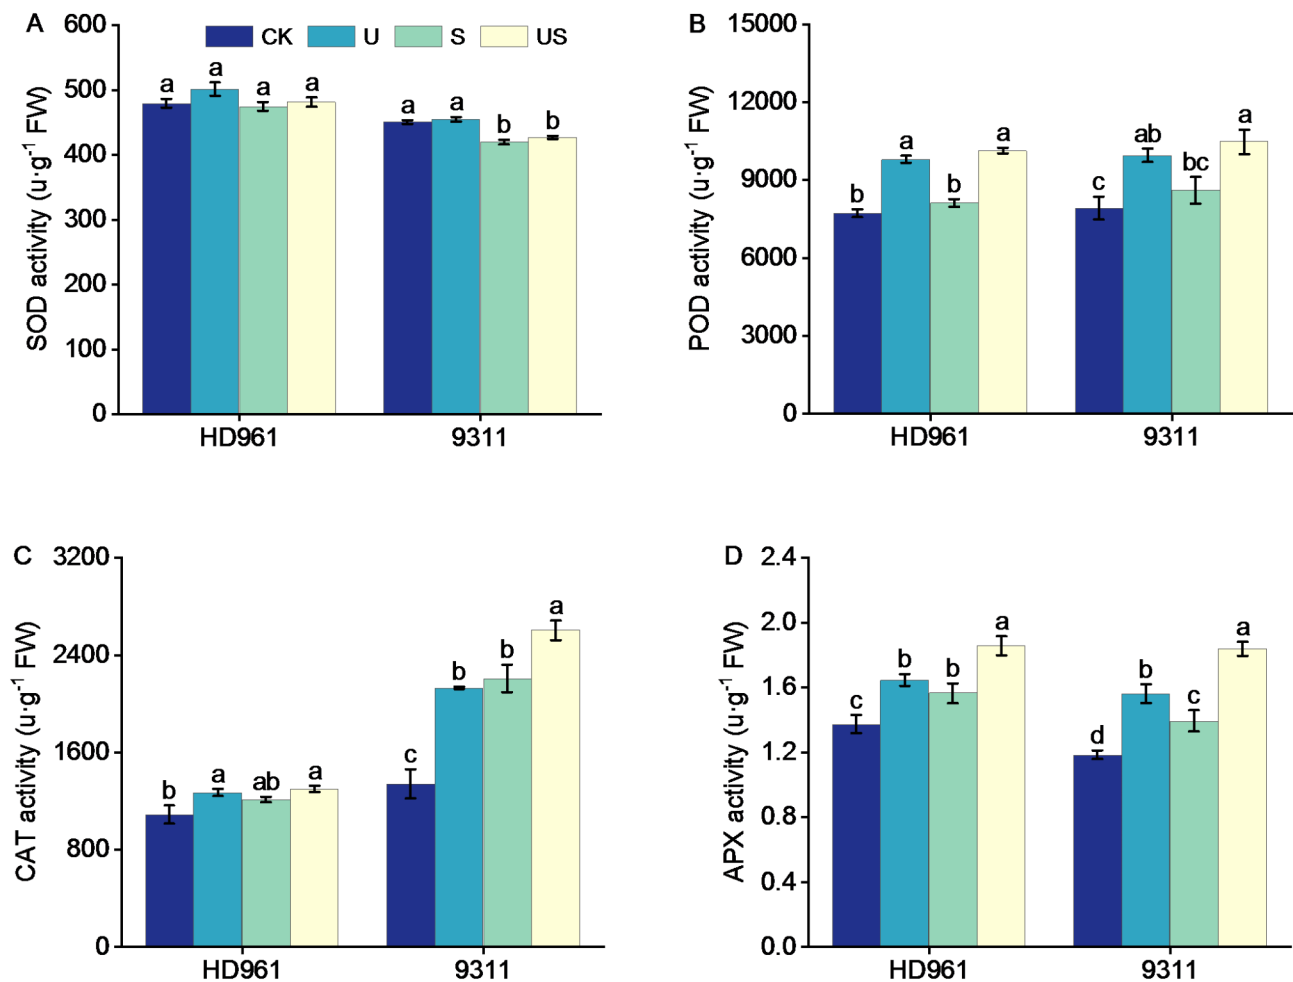 A
SOD activity (u·g⁻¹ FW)
600
500
400
300
200
100
0
CK U S US
a a a a a a b b
HD961 9311
B
POD activity (u·g⁻¹ FW)
15000
12000
9000
6000
3000
0
b a b a c ab bc a
HD961 9311
C
CAT activity (u·g⁻¹ FW)
3200
2400
1600
800
0
b a ab a c b b a
HD961 9311
D
APX activity (u·g⁻¹ FW)
2.4
2.0
1.6
1.2
0.8
0.4
0.0
c b b a d b c a
HD961 9311